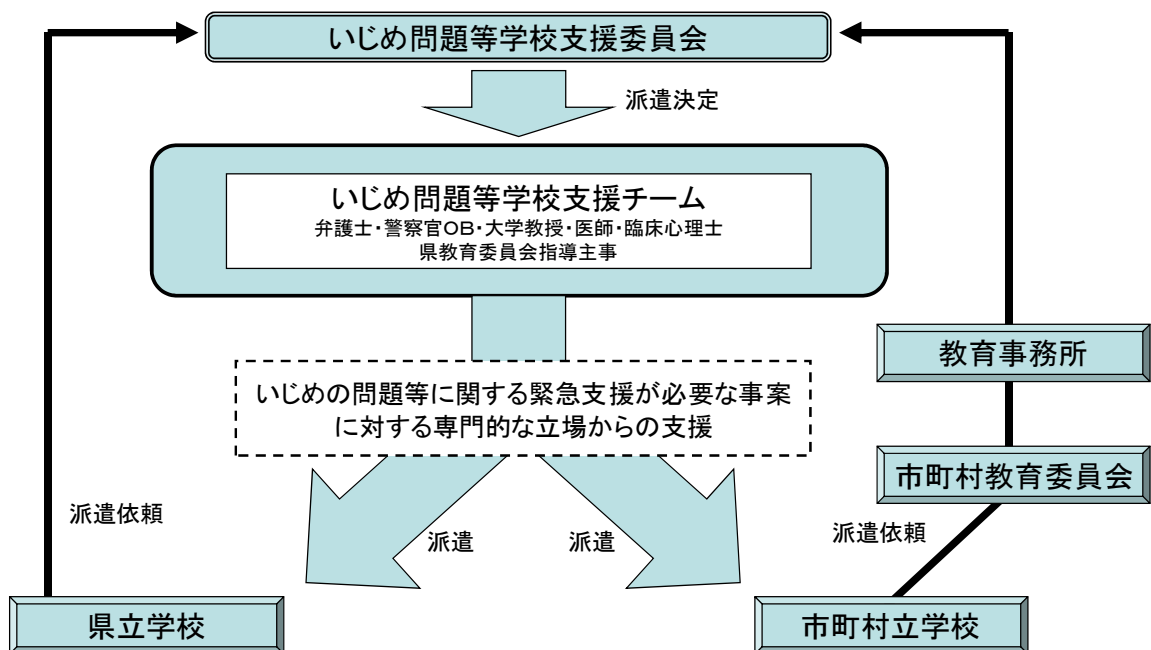 いじめ問題等学校支援委員会
派遣決定
いじめ問題等学校支援チーム
弁護士・警察官OB・大学教授・医師・臨床心理士
県教育委員会指導主事
教育事務所
いじめの問題等に関する緊急支援が必要な事案
に対する専門的な立場からの支援
市町村教育委員会
派遣依頼
派遣
派遣
派遣依頼
県立学校
市町村立学校